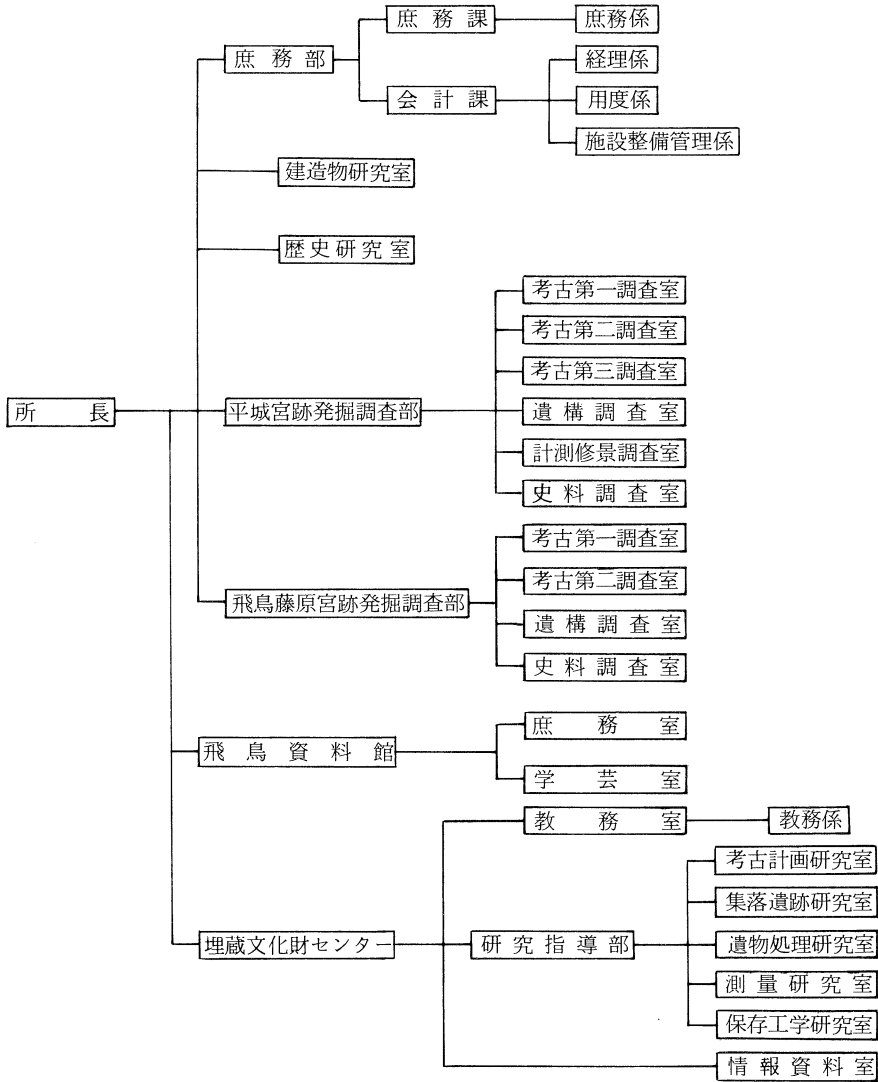 庶務課
庶務係
庶務部
経理係
会計課
用度係
施設整備管理係
建造物研究室
歴史研究室
考古第一調査室
考古第二調査室
考古第三調査室
所長
平城宮跡発掘調査部
遺構調査室
計測修景調査室
史料調査室
考古第一調査室
考古第二調査室
飛鳥藤原宮跡発掘調査部
遺構調査室
史料調査室
庶務室
飛鳥資料館
学芸室
教務室
教務係
考古計画研究室
集落遺跡研究室
埋蔵文化財センター
研究指導部
遺物処理研究室
測量研究室
保存工学研究室
情報資料室